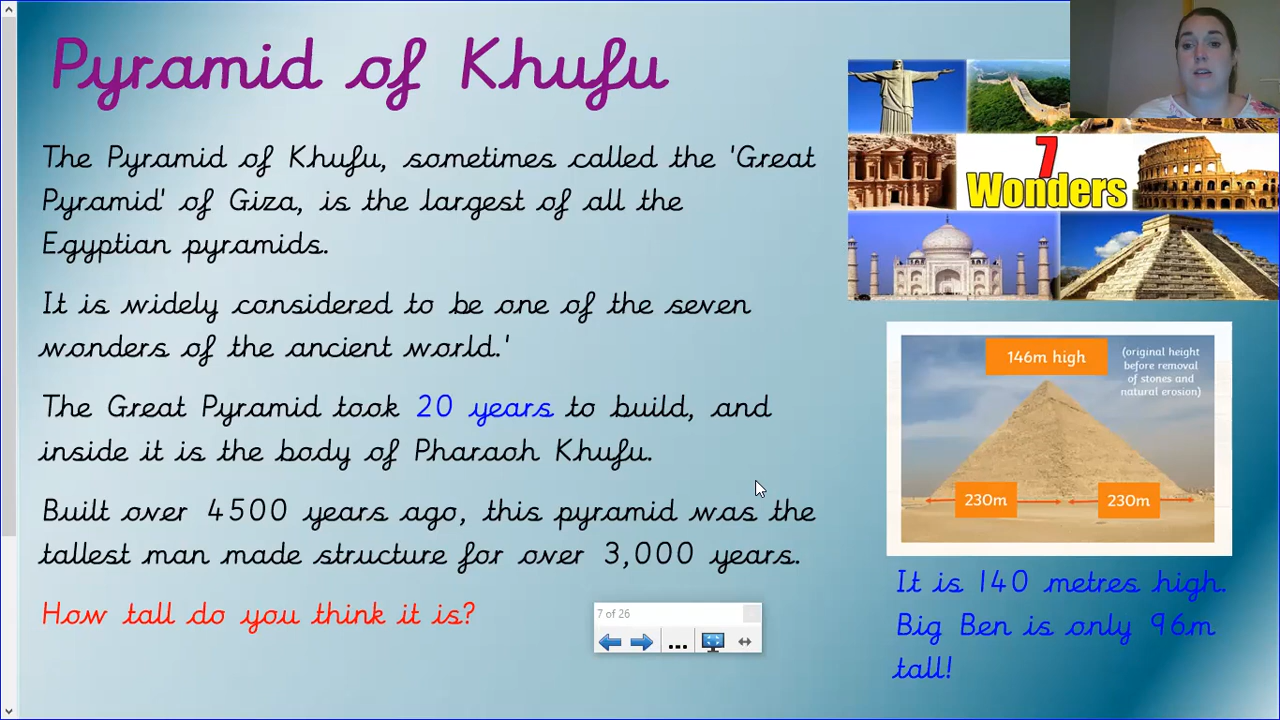 Pyramid of Khufu
The Pyramid of Khufu, sometimes called the 'Great
Pyramid' of Giza, is the largest of all the
Egyptian pyramids.
It is widely considered to be one of the seven
wonders of the ancient world.'
The Great Pyramid took 20 years to build, and
inside it is the body of Pharaoh Khufu.
Built over 4500 years ago, this pyramid was the
tallest man made structure for over 3,000 years.
How tall do you think it is?
7 of 26
...
7
Wonders
146m high
(original height
before removal
of stones and
natural erosion)
230m
230m
It is 140 metres high.
Big Ben is only 96m
tall!